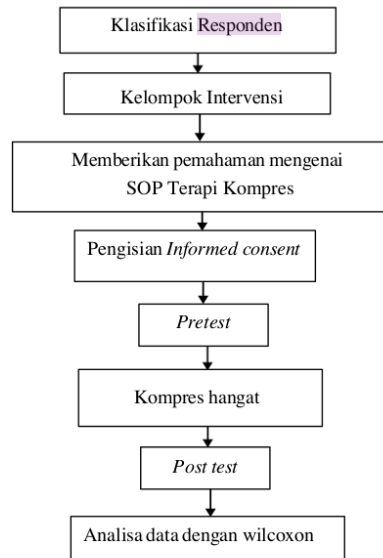 Klasifikasi Responden
Kelompok Intervensi
Memberikan pemahaman mengenai
SOP Terapi Kompres
Pengisian Informed consent
Pretest
Kompres hangat
Post test
Analisa data dengan wilcoxon